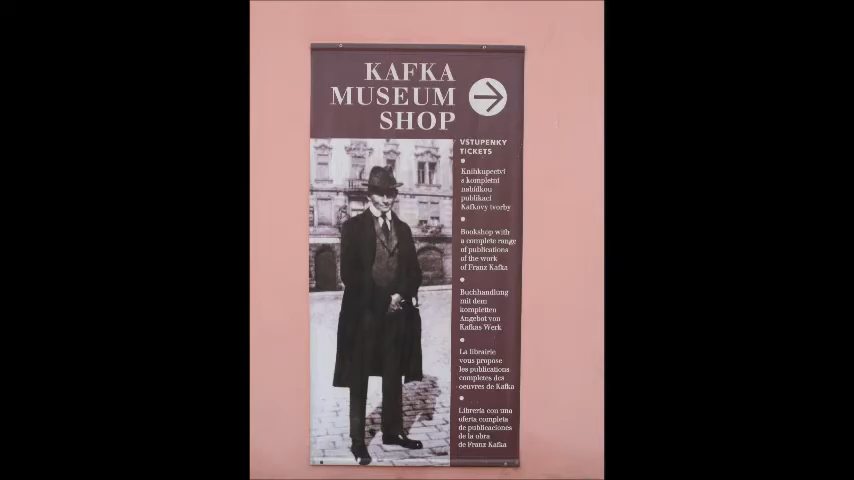 KAFKA
MUSEUM
SHOP
VSTUPENKY
TICKETS
Knihkupectví
s kompletní
nabídkou
publikací
Kafkovy tvorby
Bookshop with
a complete range
of publications
of the work
of Franz Kafka
Buchhandlung
mit dem
kompletten
Angebot von
Kafkas Werk
La librairie
vous propose
les publications
completes des
oeuvres de Kafka
Librería con una
oferta completa
de publicaciones
de la obra
de Franz Kafka